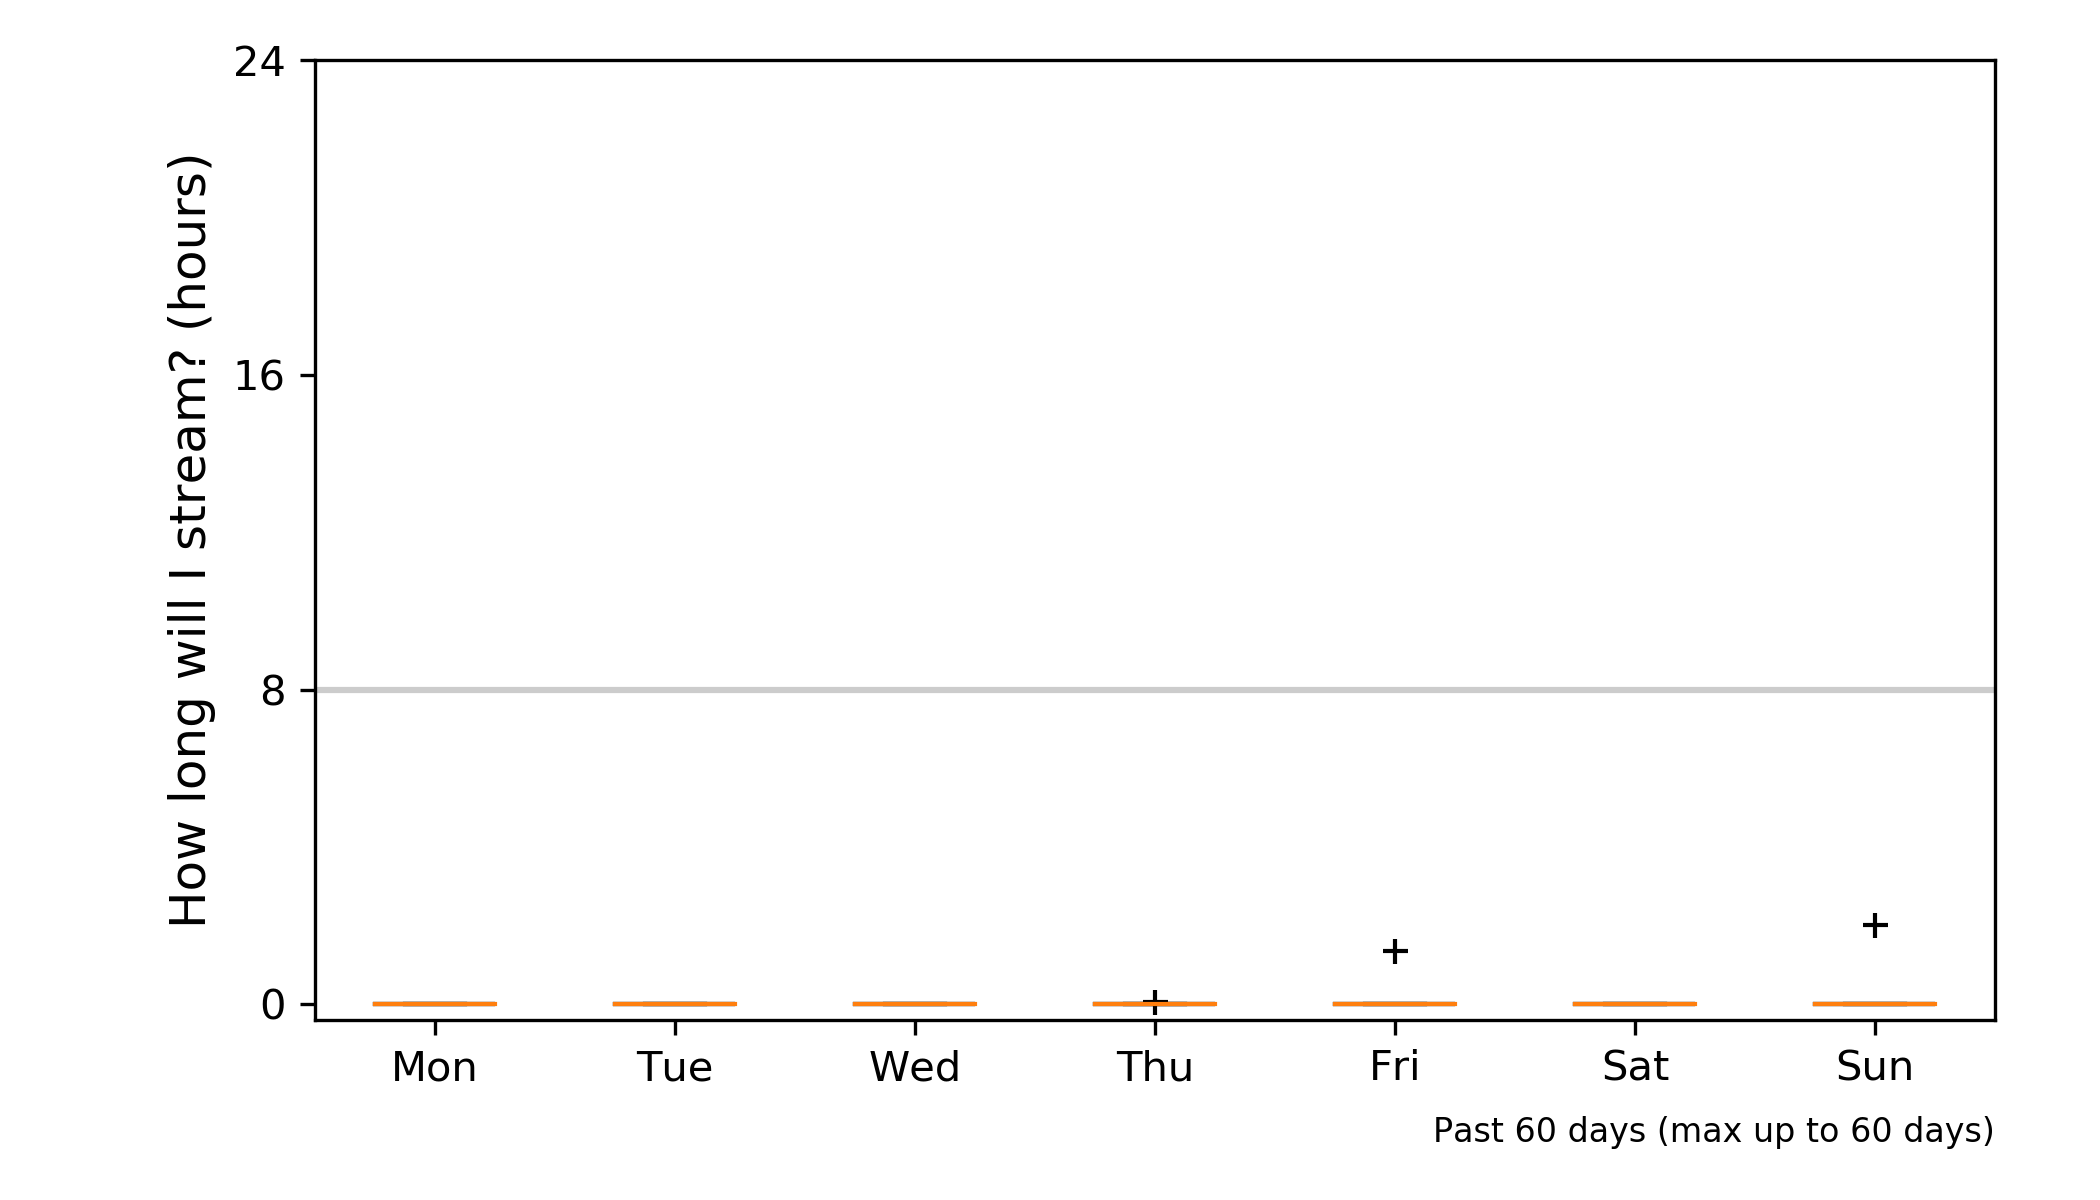 How long will I stream? (hours)
24
16
8
0
Mon Tue Wed Thu Fri Sat Sun
Past 60 days (max up to 60 days)